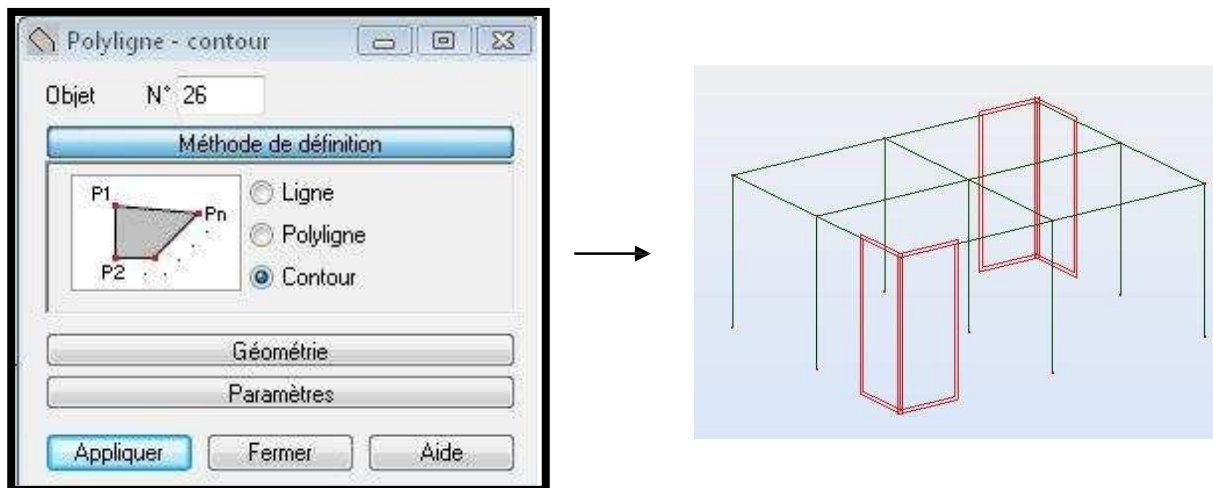 Polyligne - contour
Objet N° 26
Méthode de définition
P1
Pn
P2
Ligne
Polyligne
Contour
Géométrie
Paramètres
Appliquer Fermer Aide